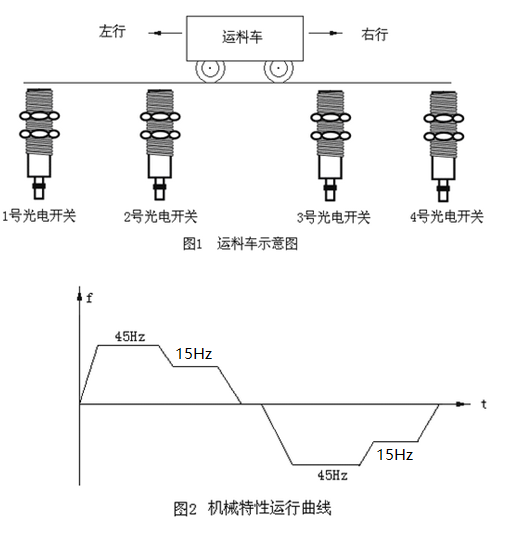 左行
运料车
右行
1号光电开关
2号光电开关
3号光电开关
4号光电开关
图1 运料车示意图
f
45Hz
15Hz
t
45Hz
15Hz
图2 机械特性运行曲线